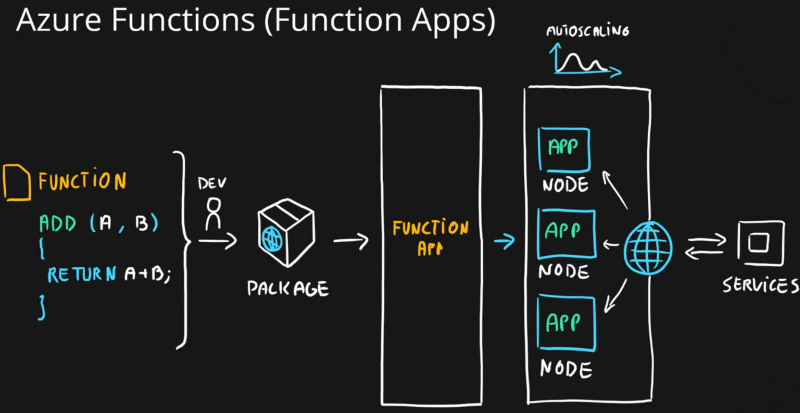 Azure Functions (Function Apps)
AUTOSCALING
FUNCTION
ADD (A, B)
{
RETURN A+B;
}
DEV
PACKAGE
FUNCTION
APP
APP
NODE
APP
NODE
APP
NODE
SERVICES